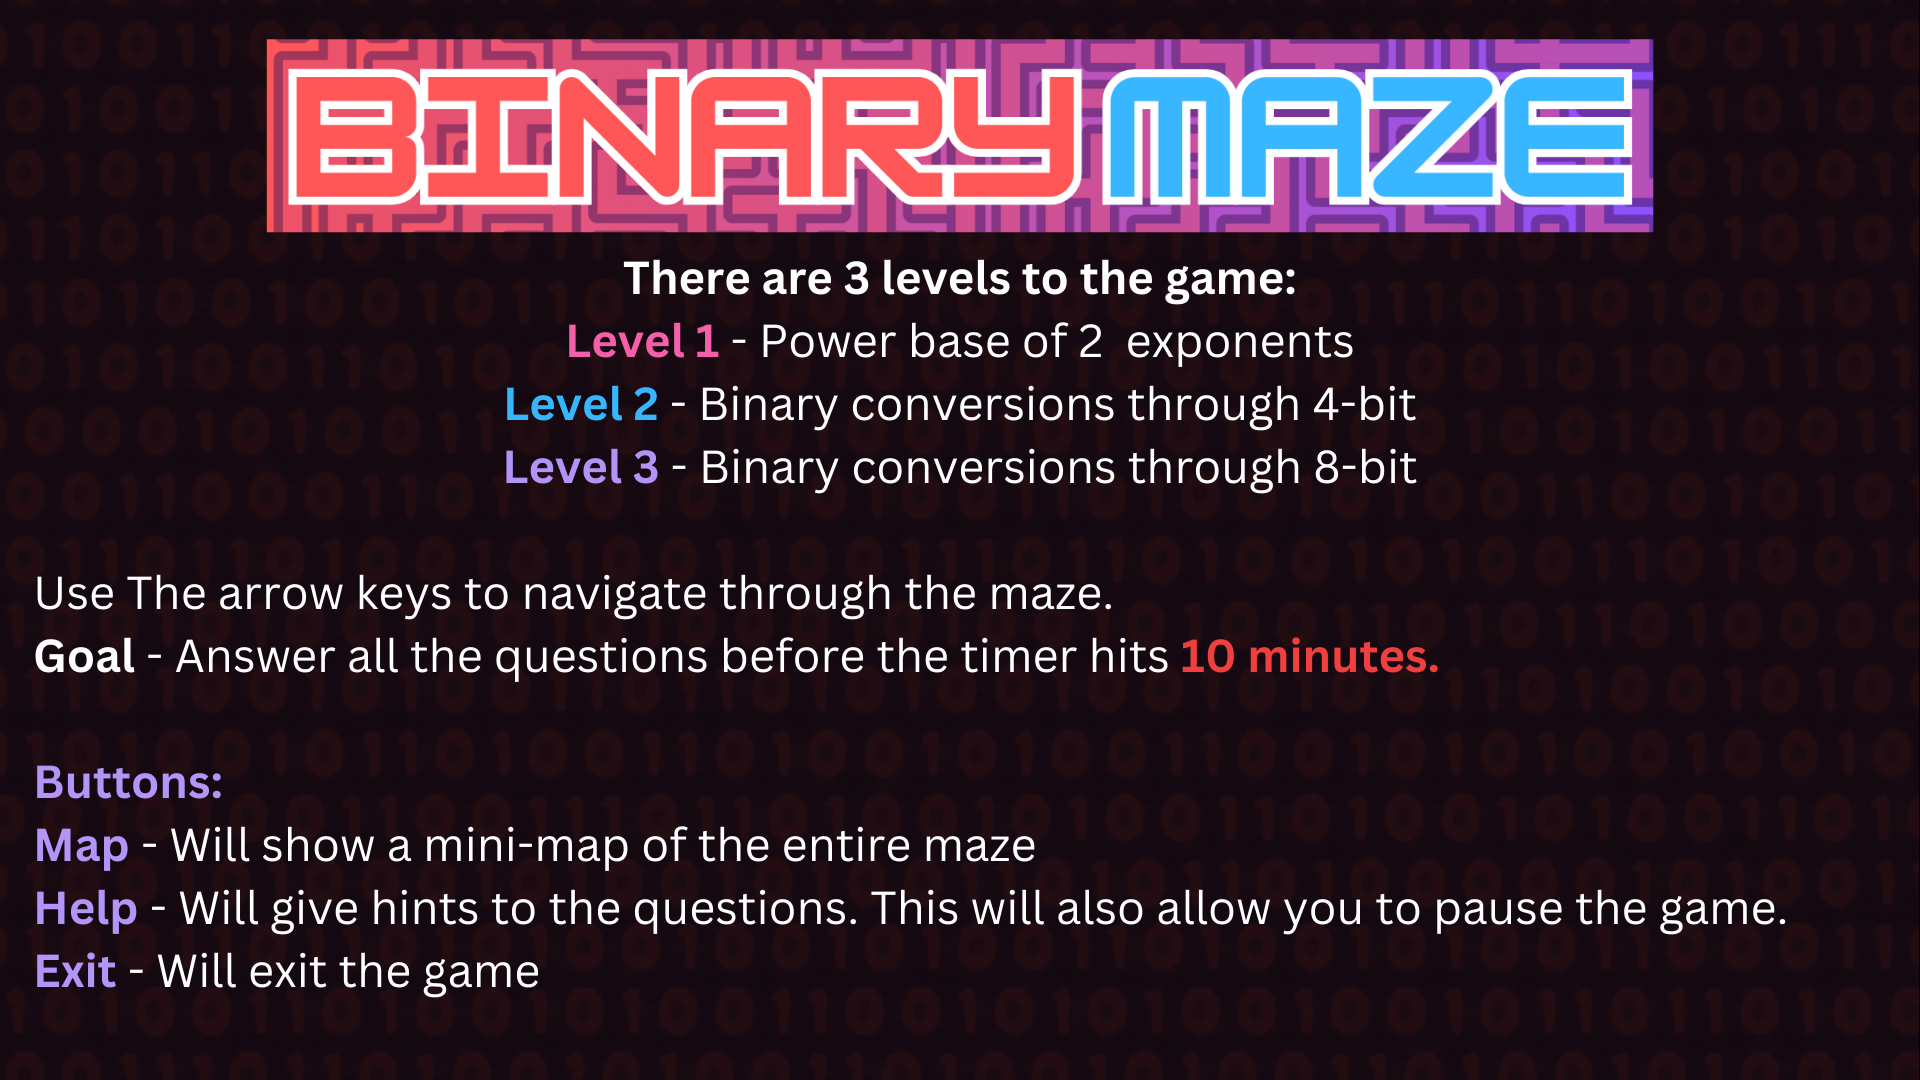 BINARY MAZE
There are 3 levels to the game:
Level 1 - Power base of 2  exponents
Level 2 - Binary conversions through 4-bit
Level 3 - Binary conversions through 8-bit
Use The arrow keys to navigate through the maze.
Goal - Answer all the questions before the timer hits 10 minutes.
Buttons:
Map - Will show a mini-map of the entire maze
Help - Will give hints to the questions. This will also allow you to pause the game.
Exit - Will exit the game